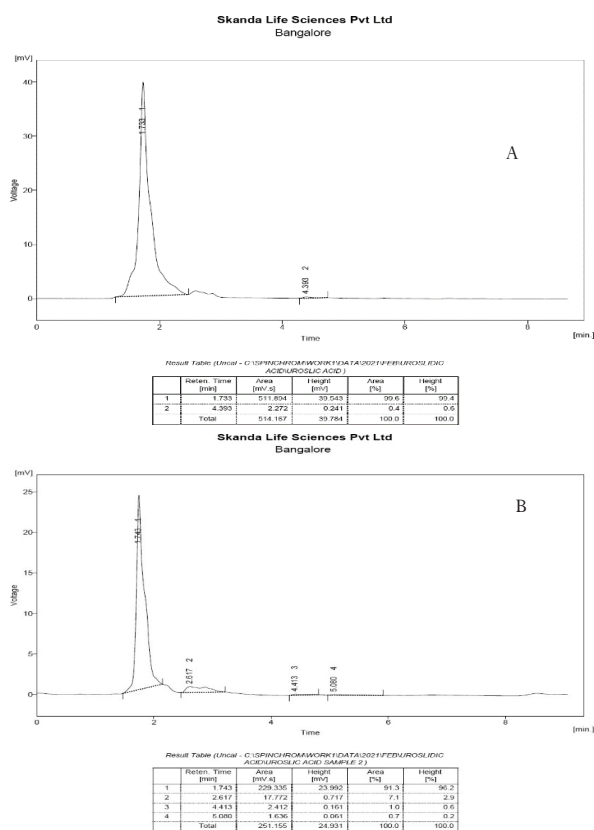 Skanda Life Sciences Pvt Ltd
Bangalore
[mV]
40
30
20
10
0
Voltage
1.733 1
4.393 2
A
0 2 4 6 8
Time
[min.]
Result Table (Uncal - C:\SPINCHROM\WORK1\DATA\2021\FEB\UROSLIDIC
ACID\UROSLIC ACID )
Reten. Time [min] Area [mV.s] Height [mV] Area [%] Height [%]
1 1.733 511.894 39.543 99.6 99.4
2 4.393 2.272 0.241 0.4 0.6
Total 514.167 39.784 100.0 100.0
Skanda Life Sciences Pvt Ltd
Bangalore
[mV]
25
20
15
10
5
0
Voltage
1.743 1
2.617 2
4.413 3
5.080 4
B
0 2 4 6 8
Time
[min.]
Result Table (Uncal - C:\SPINCHROM\WORK1\DATA\2021\FEB\UROSLIDIC
ACID\UROSLIC ACID SAMPLE 2 )
Reten. Time [min] Area [mV.s] Height [mV] Area [%] Height [%]
1 1.743 229.335 23.992 91.3 96.2
2 2.617 17.772 0.717 7.1 2.9
3 4.413 2.412 0.161 1.0 0.6
4 5.080 1.636 0.061 0.7 0.2
Total 251.155 24.931 100.0 100.0